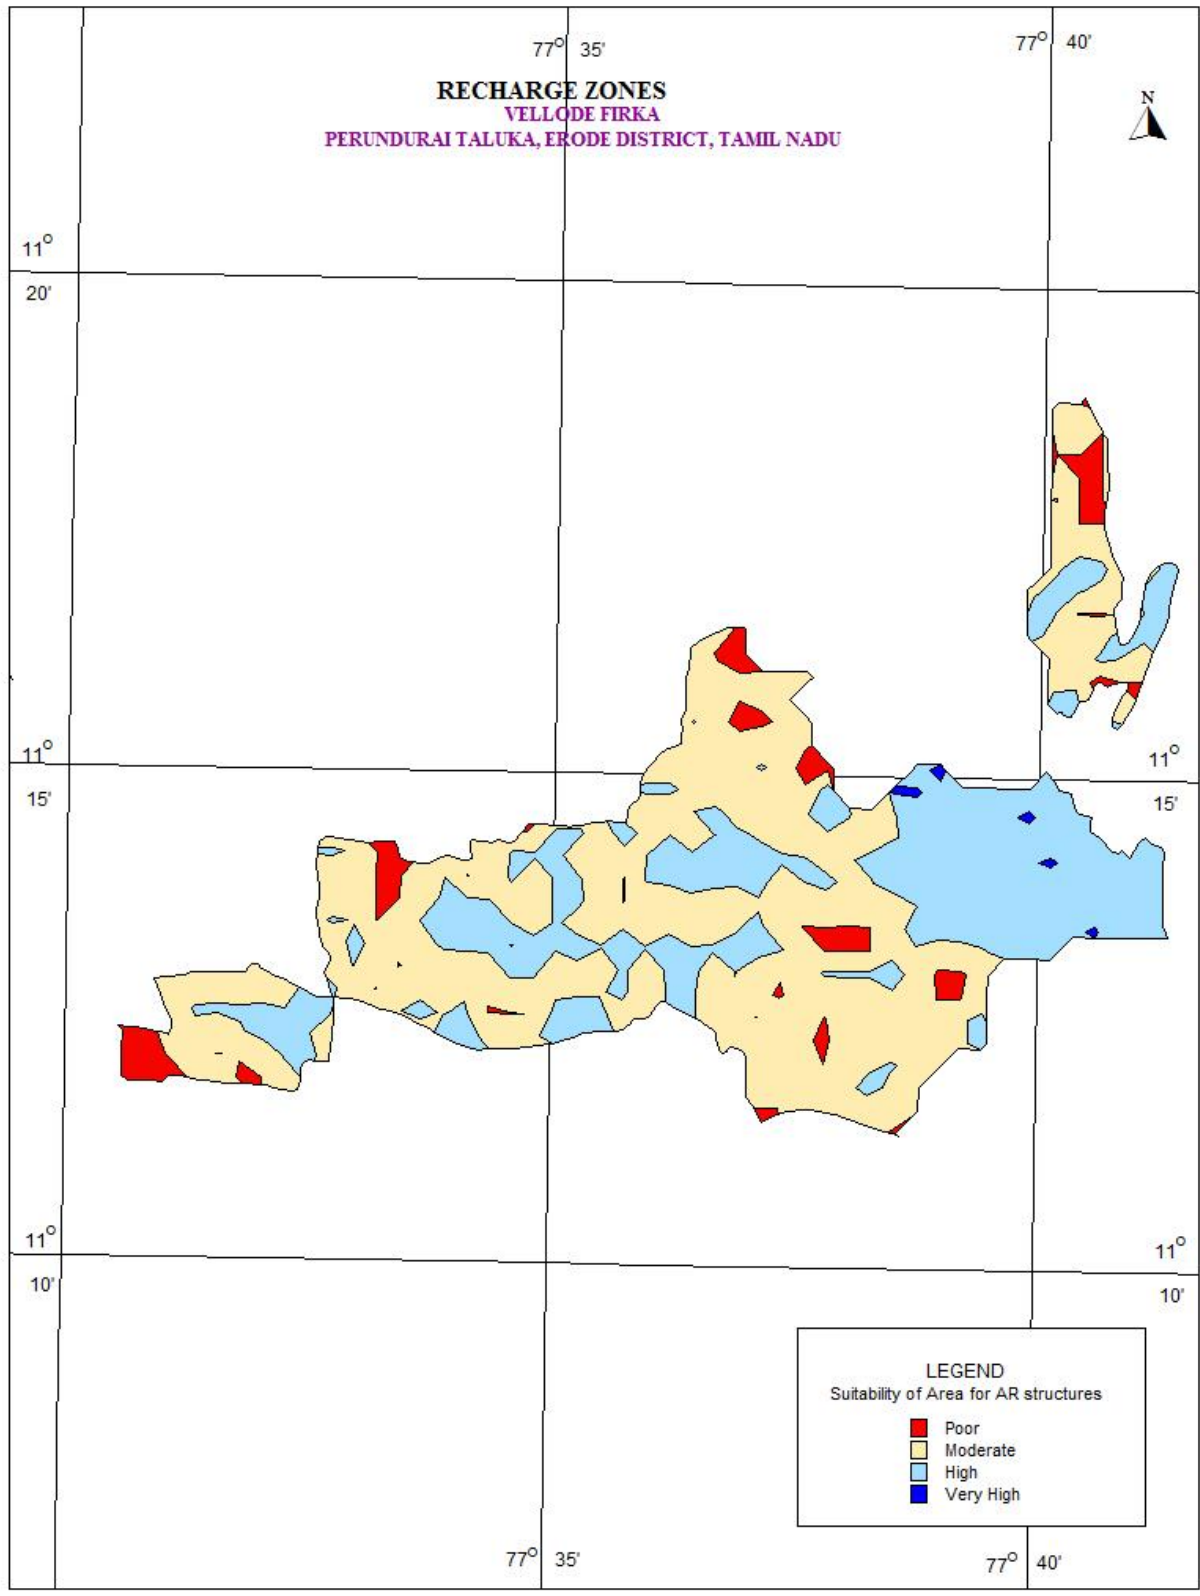 77° 35'
77° 40'
RECHARGE ZONES
VELLODE FIRKA
PERUNDURAI TALUKA, ERODE DISTRICT, TAMIL NADU
N
11°
20'
11°
15'
11°
15'
11°
10'
11°
10'
LEGEND
Suitability of Area for AR structures
Poor
Moderate
High
Very High
77° 35'
77° 40'